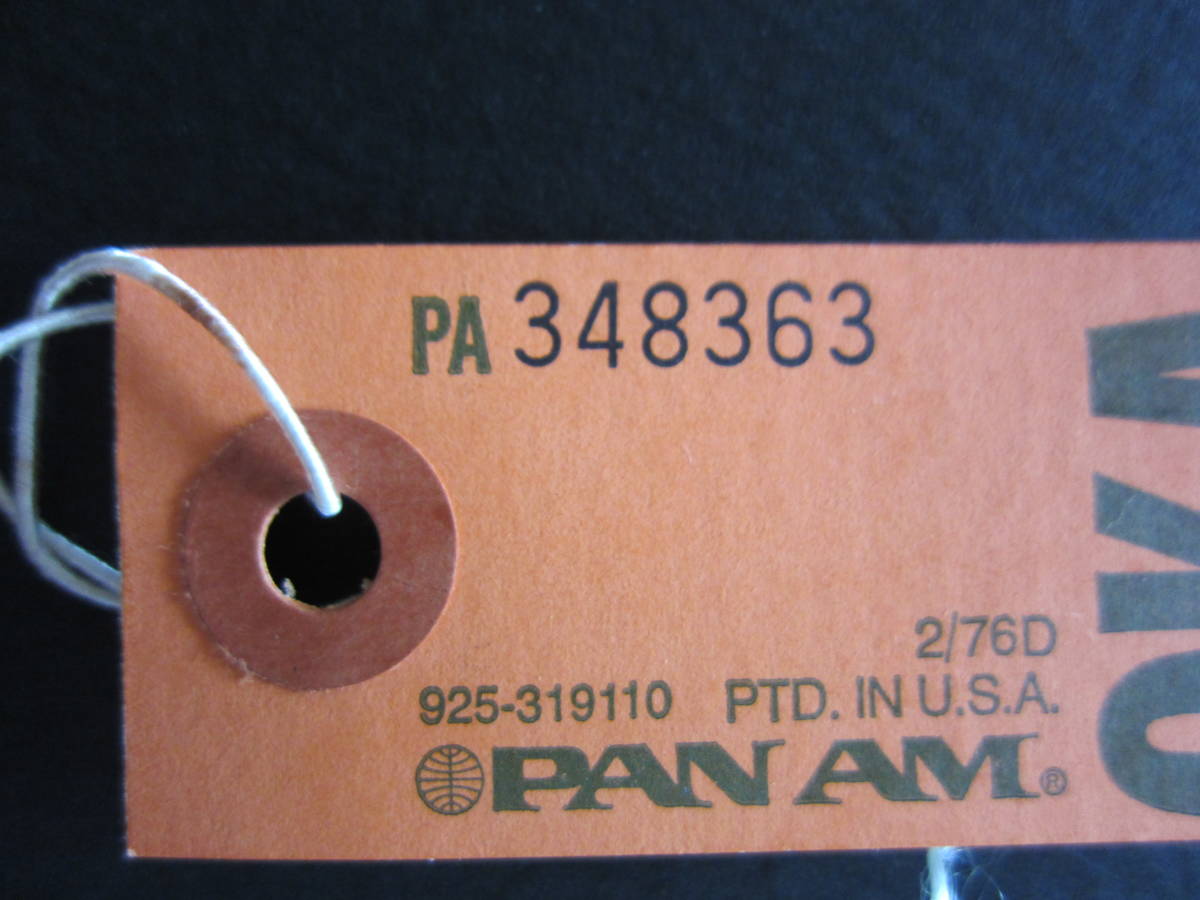 PA 348363
2/76D
925-319110 PTD. IN U.S.A.
PAN AM®